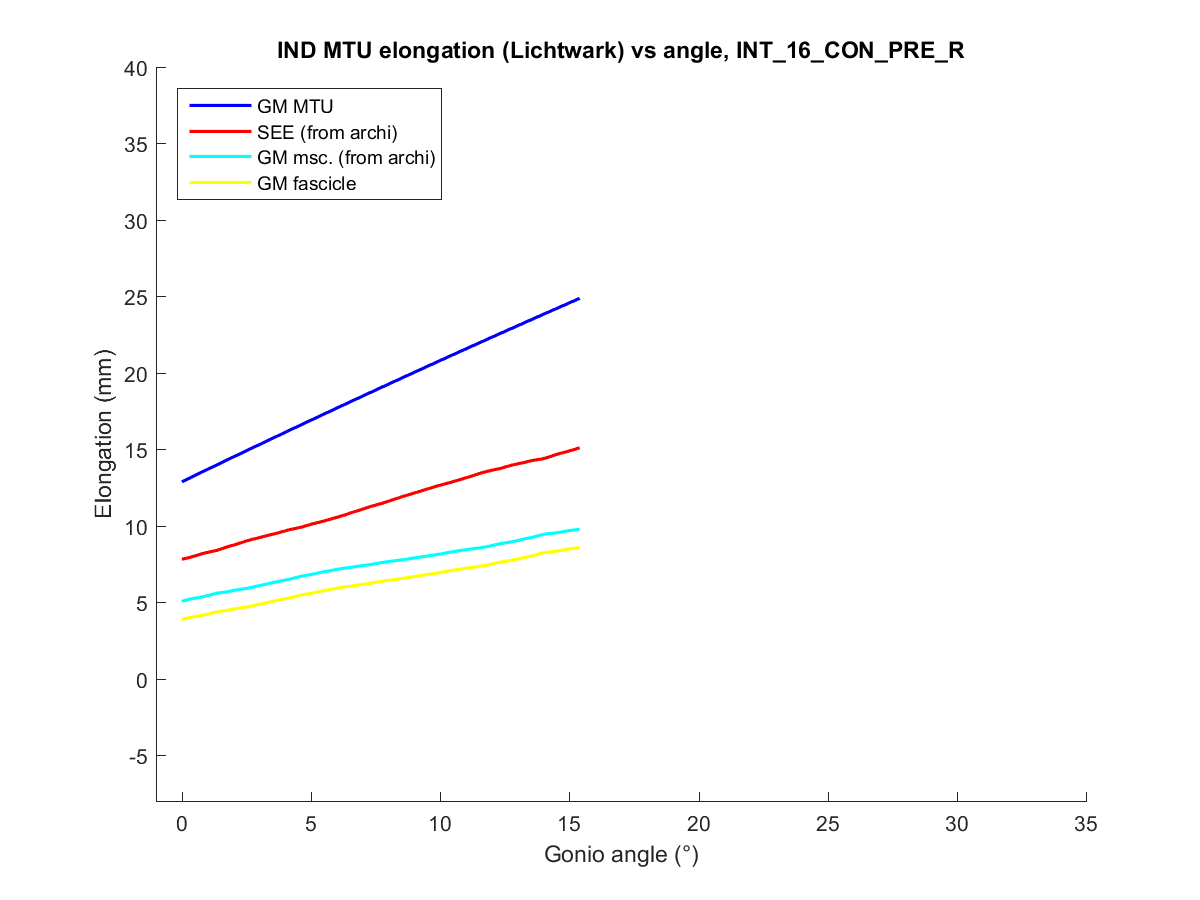 IND MTU elongation (Lichtwark) vs angle, INT_16_CON_PRE_R
40
35
30
25
20
15
10
5
0
-5
Elongation (mm)
GM MTU
SEE (from archi)
GM msc. (from archi)
GM fascicle
0 5 10 15 20 25 30 35
Gonio angle (°)